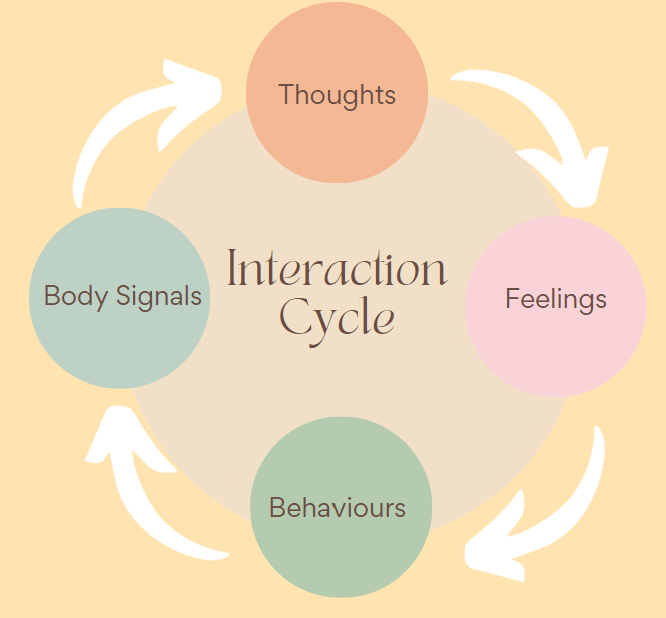 Thoughts
Body Signals
Interaction
Cycle
Feelings
Behaviours